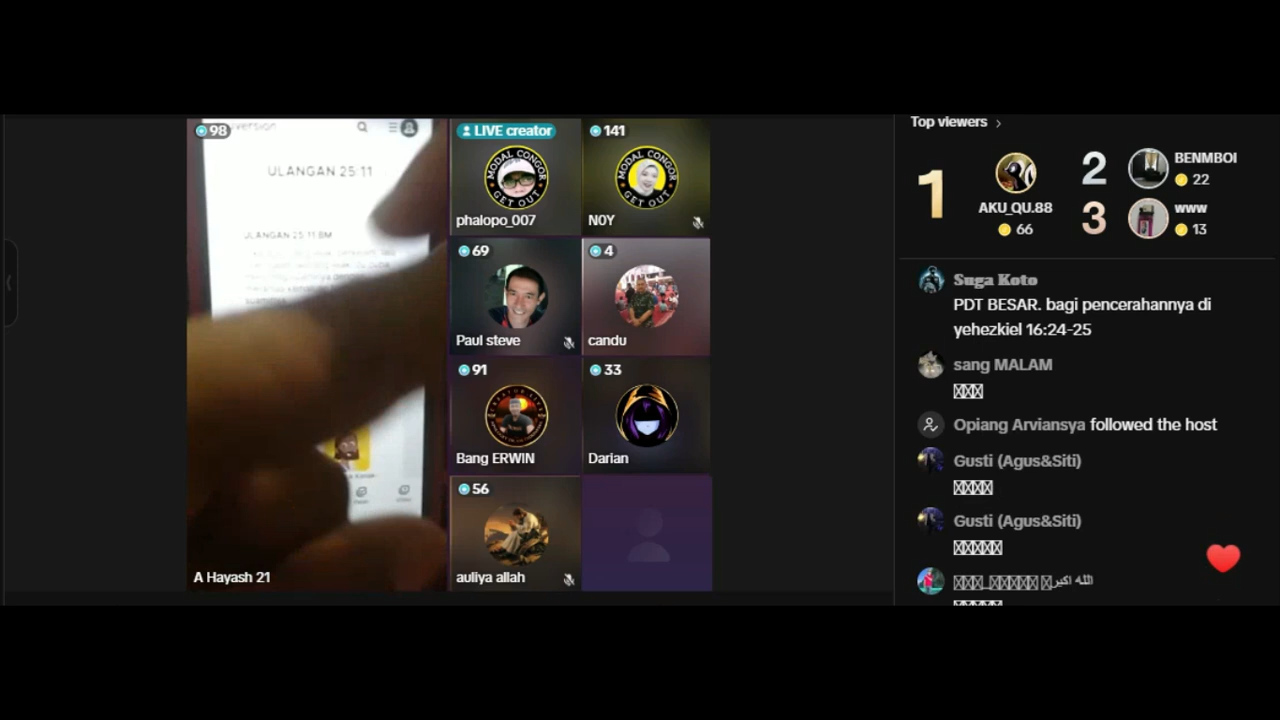 98
version
ULANGAN 25:11
ULANGAN 25:11 BM
A Hayash 21
LIVE creator
MODAL CONGOR
GET OUT
phalopo_007
141
MODAL CONGOR
GET OUT
N0Y
69
Paul steve
4
candu
91
Bang ERWIN
33
Darian
56
auliya allah
Top viewers
1
AKU QU.88
66
2
BENMBOI
22
3
www
13
Suga Koto
PDT BESAR. bagi pencerahannya di
yehezkiel 16:24-25
sang MALAM
Opiang Arviansya followed the host
Gusti (Agus&Siti)
Gusti (Agus&Siti)
الله اكبر